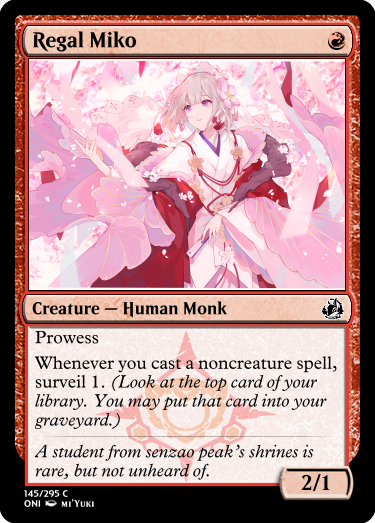 Regal Miko
Creature — Human Monk
Prowess
Whenever you cast a noncreature spell,
surveil 1. (Look at the top card of your
library. You may put that card into your
graveyard.)
A student from senzao peak's shrines is
rare, but not unheard of.
2/1
145/295 C
ONI MI'YUKI